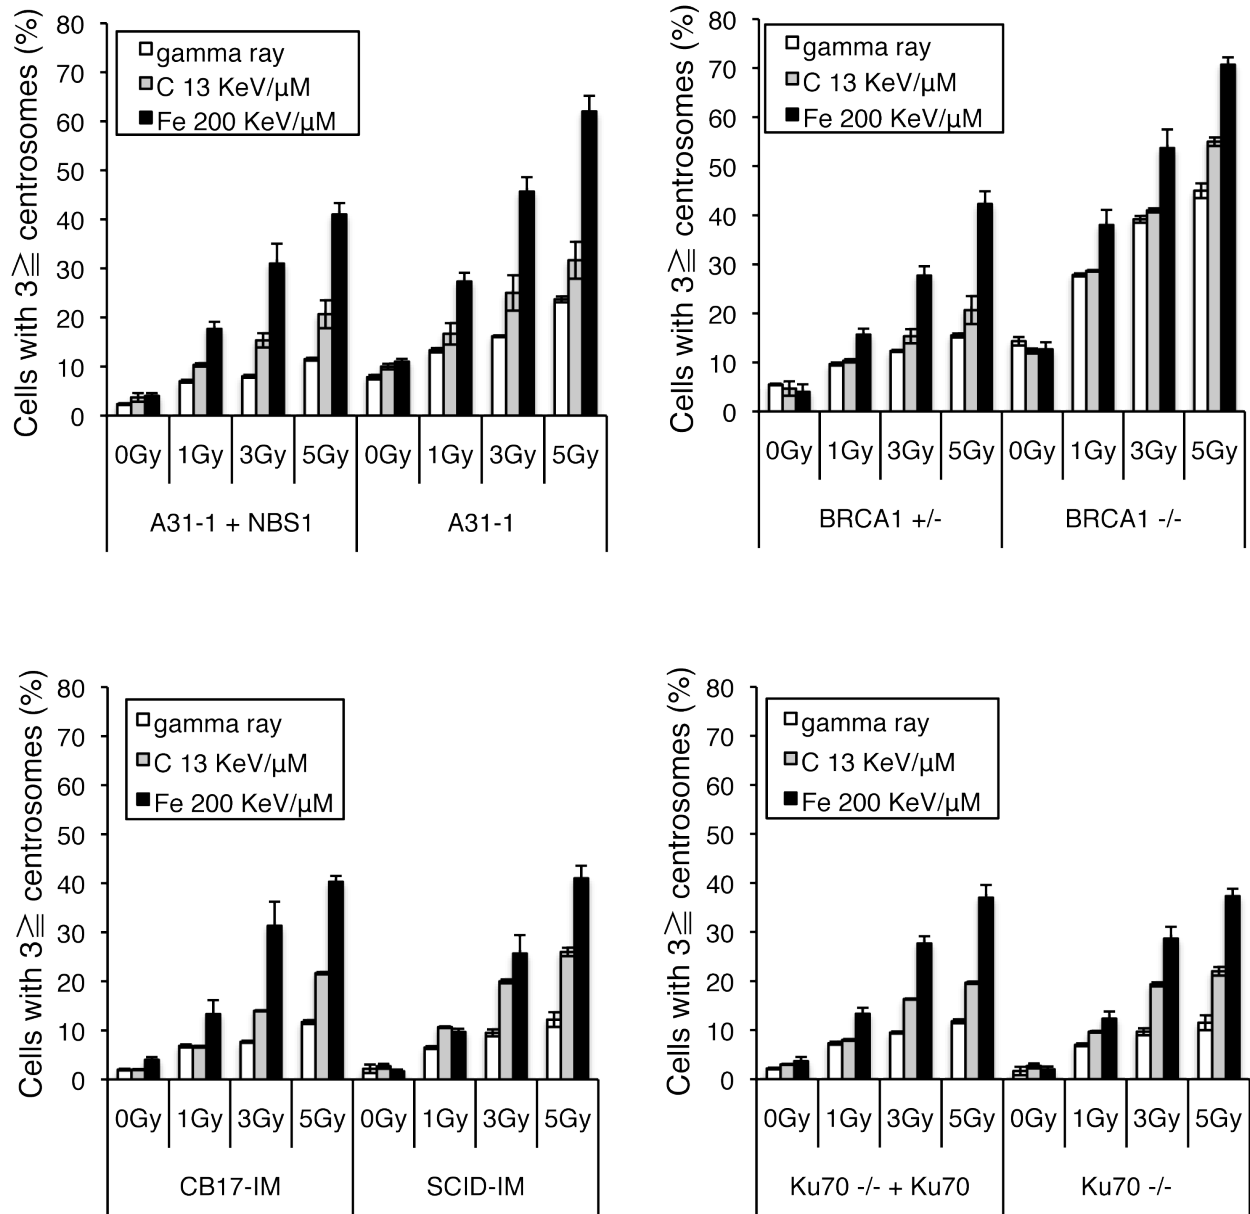 Cells with 3≧ centrosomes (%)
80
70
60
50
40
30
20
10
0
gamma ray
C 13 KeV/μM
Fe 200 KeV/μM
0Gy 1Gy 3Gy 5Gy 0Gy 1Gy 3Gy 5Gy
A31-1 + NBS1 A31-1
Cells with 3≧ centrosomes (%)
80
70
60
50
40
30
20
10
0
gamma ray
C 13 KeV/μM
Fe 200 KeV/μM
0Gy 1Gy 3Gy 5Gy 0Gy 1Gy 3Gy 5Gy
BRCA1 +/- BRCA1 -/-
Cells with 3≧ centrosomes (%)
80
70
60
50
40
30
20
10
0
gamma ray
C 13 KeV/μM
Fe 200 KeV/μM
0Gy 1Gy 3Gy 5Gy 0Gy 1Gy 3Gy 5Gy
CB17-IM SCID-IM
Cells with 3≧ centrosomes (%)
80
70
60
50
40
30
20
10
0
gamma ray
C 13 KeV/μM
Fe 200 KeV/μM
0Gy 1Gy 3Gy 5Gy 0Gy 1Gy 3Gy 5Gy
Ku70 -/- + Ku70 Ku70 -/-